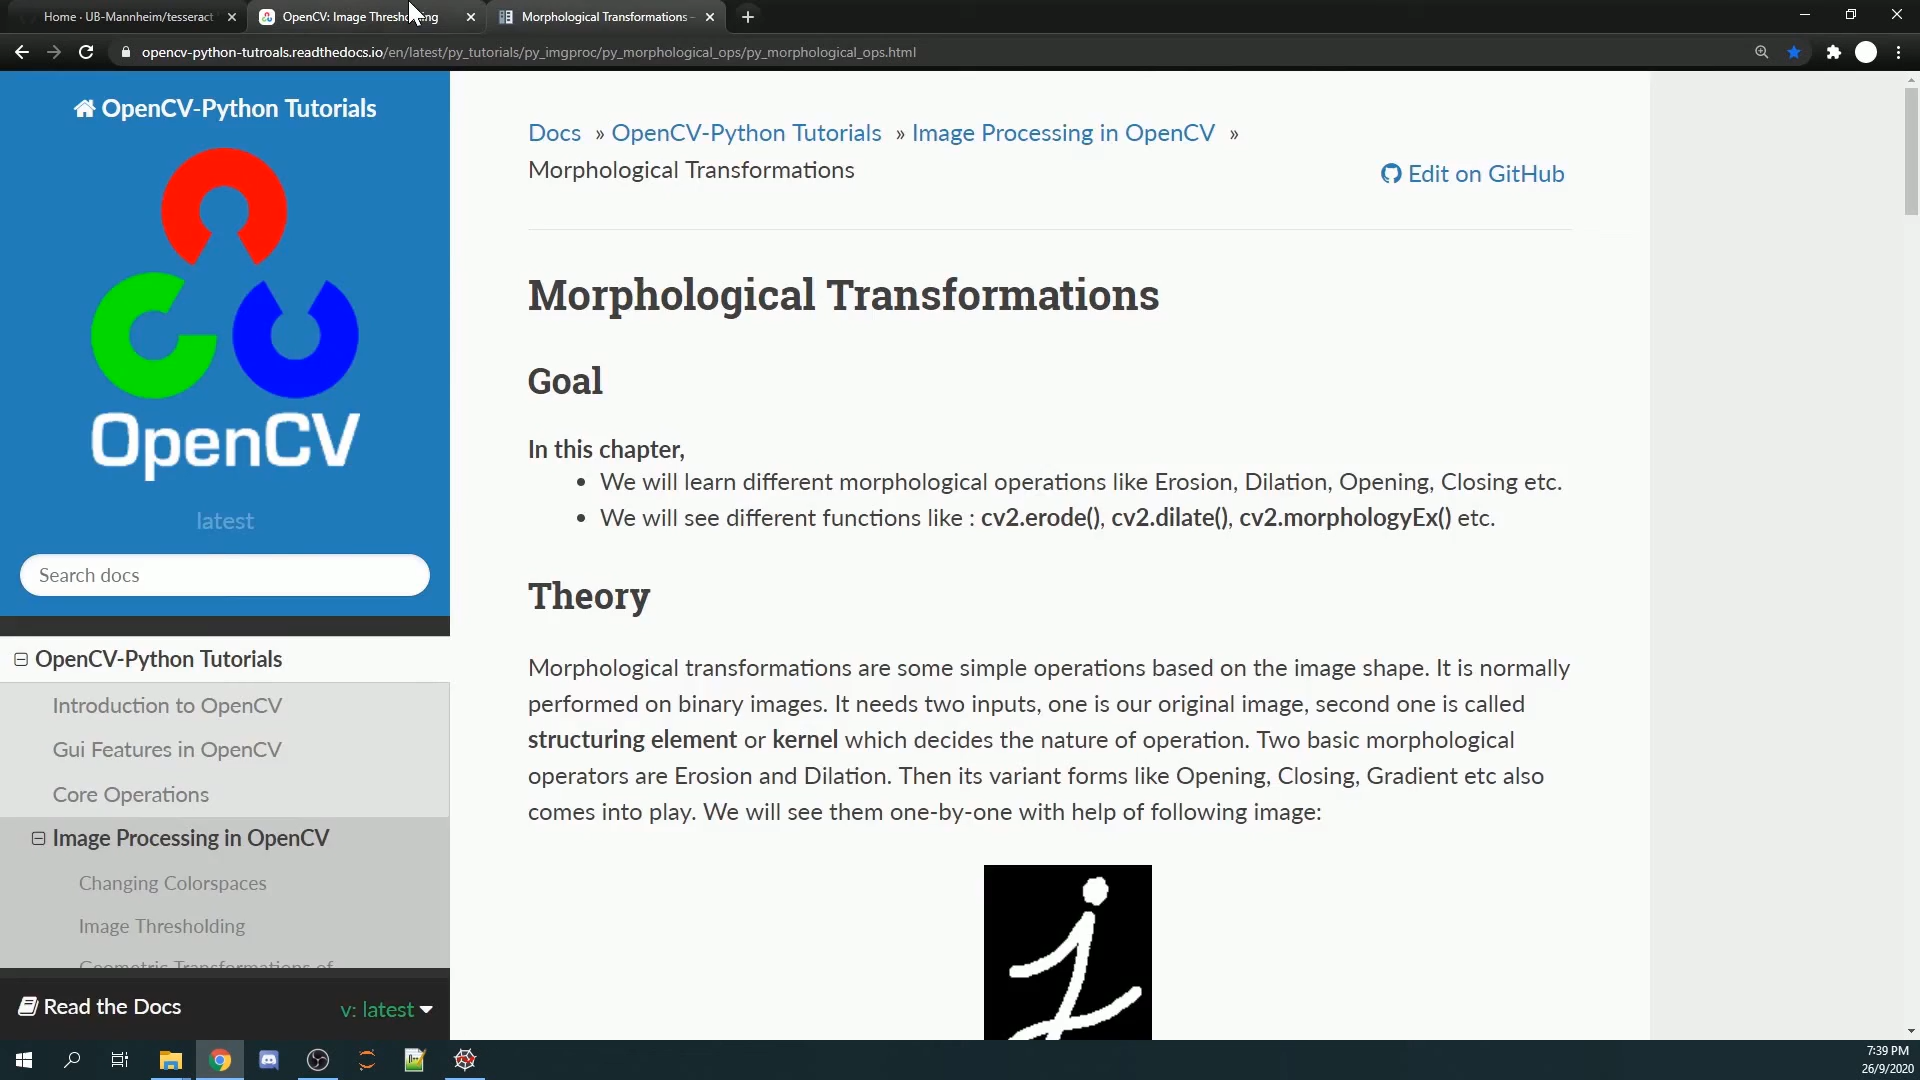 Home · UB-Mannheim/tesseract
OpenCV: Image Thresholding
Morphological Transformations -
opencv-python-tutroals.readthedocs.io/en/latest/py_tutorials/py_imgproc/py_morphological_ops/py_morphological_ops.html
OpenCV-Python Tutorials
OpenCV
latest
Search docs
OpenCV-Python Tutorials
Introduction to OpenCV
Gui Features in OpenCV
Core Operations
Image Processing in OpenCV
Changing Colorspaces
Image Thresholding
Geometric Transformations of
Read the Docs
v: latest
Docs » OpenCV-Python Tutorials » Image Processing in OpenCV »
Morphological Transformations
Edit on GitHub
Morphological Transformations
Goal
In this chapter,
• We will learn different morphological operations like Erosion, Dilation, Opening, Closing etc.
• We will see different functions like : cv2.erode(), cv2.dilate(), cv2.morphologyEx() etc.
Theory
Morphological transformations are some simple operations based on the image shape. It is normally
performed on binary images. It needs two inputs, one is our original image, second one is called
structuring element or kernel which decides the nature of operation. Two basic morphological
operators are Erosion and Dilation. Then its variant forms like Opening, Closing, Gradient etc also
comes into play. We will see them one-by-one with help of following image:
7:39 PM
26/9/2020